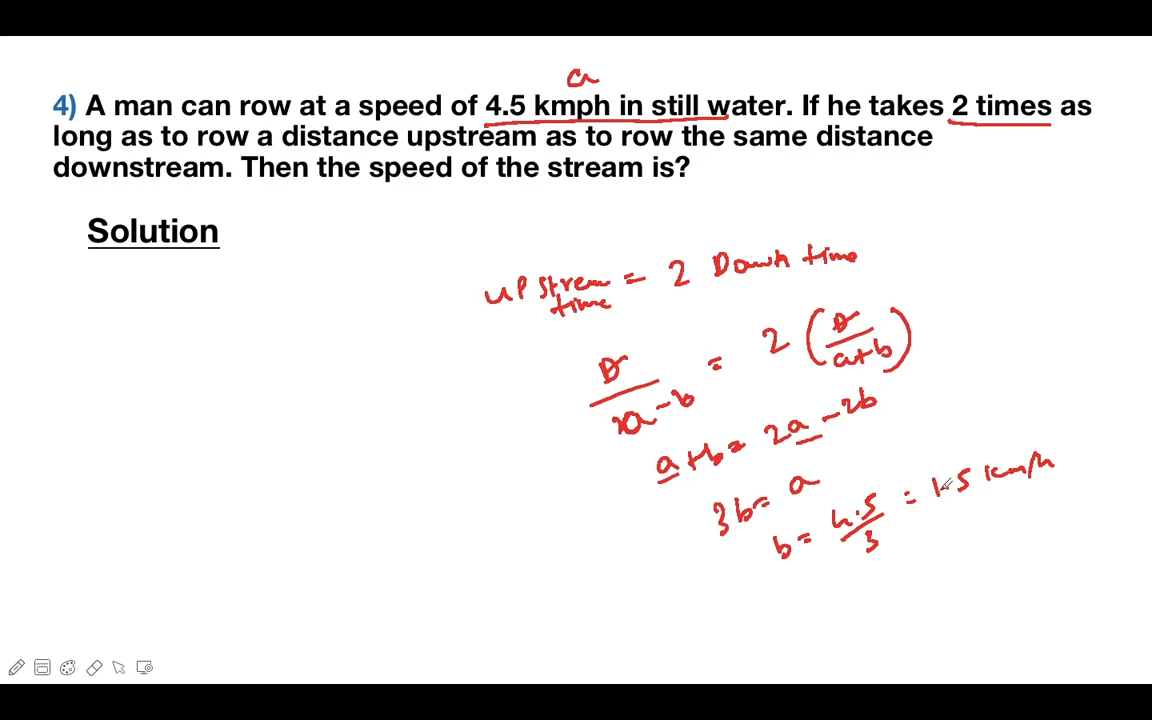 a
4) A man can row at a speed of 4.5 kmph in still water. If he takes 2 times as
long as to row a distance upstream as to row the same distance
downstream. Then the speed of the stream is?
Solution
UP stream time = 2 Down time
D/a-b = 2 (D/a+b)
a+b = 2a-2b
3b = a
b = 4.5/3 = 1.5 km/h